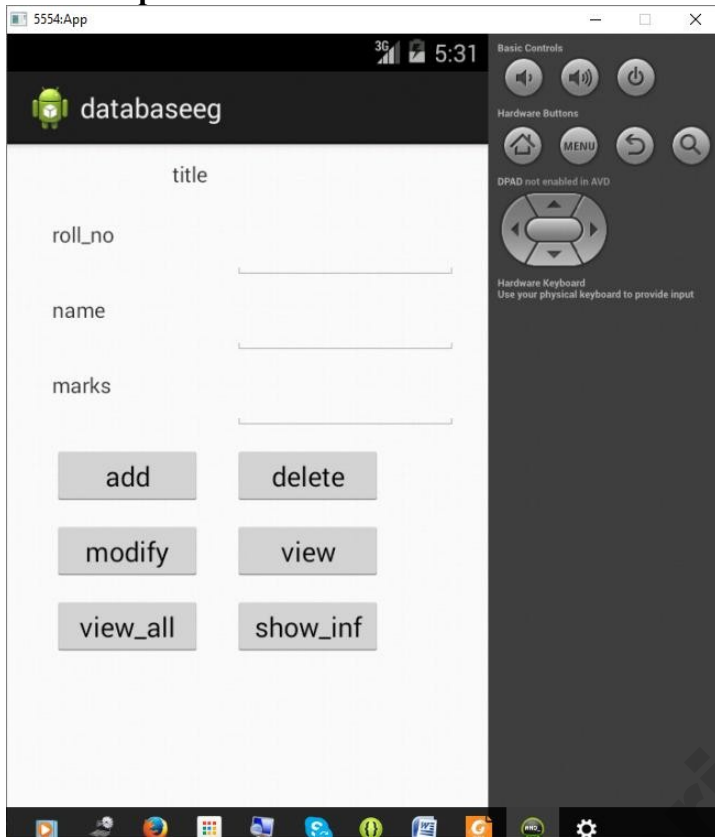 5554:App
3G 5:31
databaseeg
title
roll_no
name
marks
add delete
modify view
view_all show_inf
Basic Controls
Hardware Buttons
MENU
DPAD not enabled in AVD
Hardware Keyboard
Use your physical keyboard to provide input